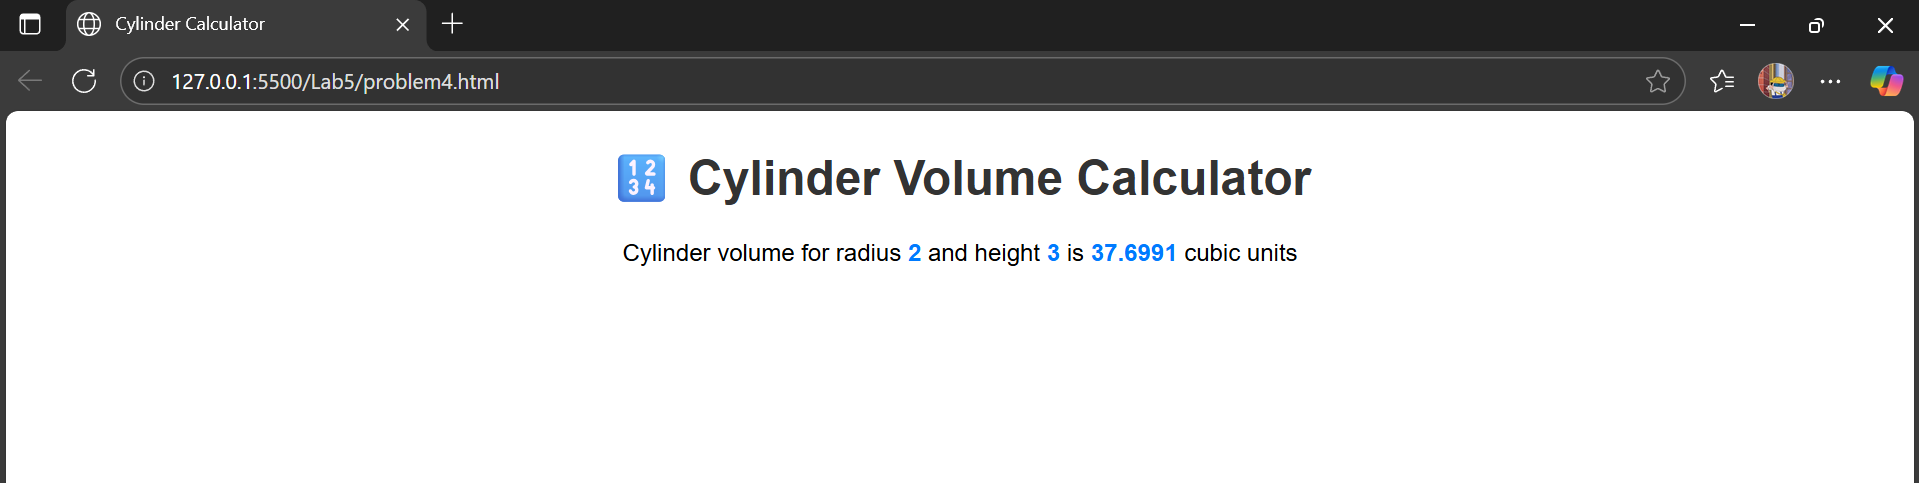 Cylinder Calculator
127.0.0.1:5500/Lab5/problem4.html
🔢 Cylinder Volume Calculator
Cylinder volume for radius 2 and height 3 is 37.6991 cubic units